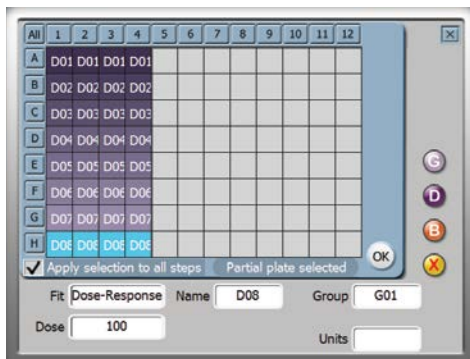 All 1 2 3 4 5 6 7 8 9 10 11 12
A D01 D01 D01 D01
B D02 D02 D02 D02
C D03 D03 D03 D03
D D04 D04 D04 D04
E D05 D05 D05 D05
F D06 D06 D06 D06
G D07 D07 D07 D07
H D08 D08 D08 D08
Apply selection to all steps Partial plate selected OK
Fit Dose-Response Name D08 Group G01
Dose 100 Units
G
D
B
X